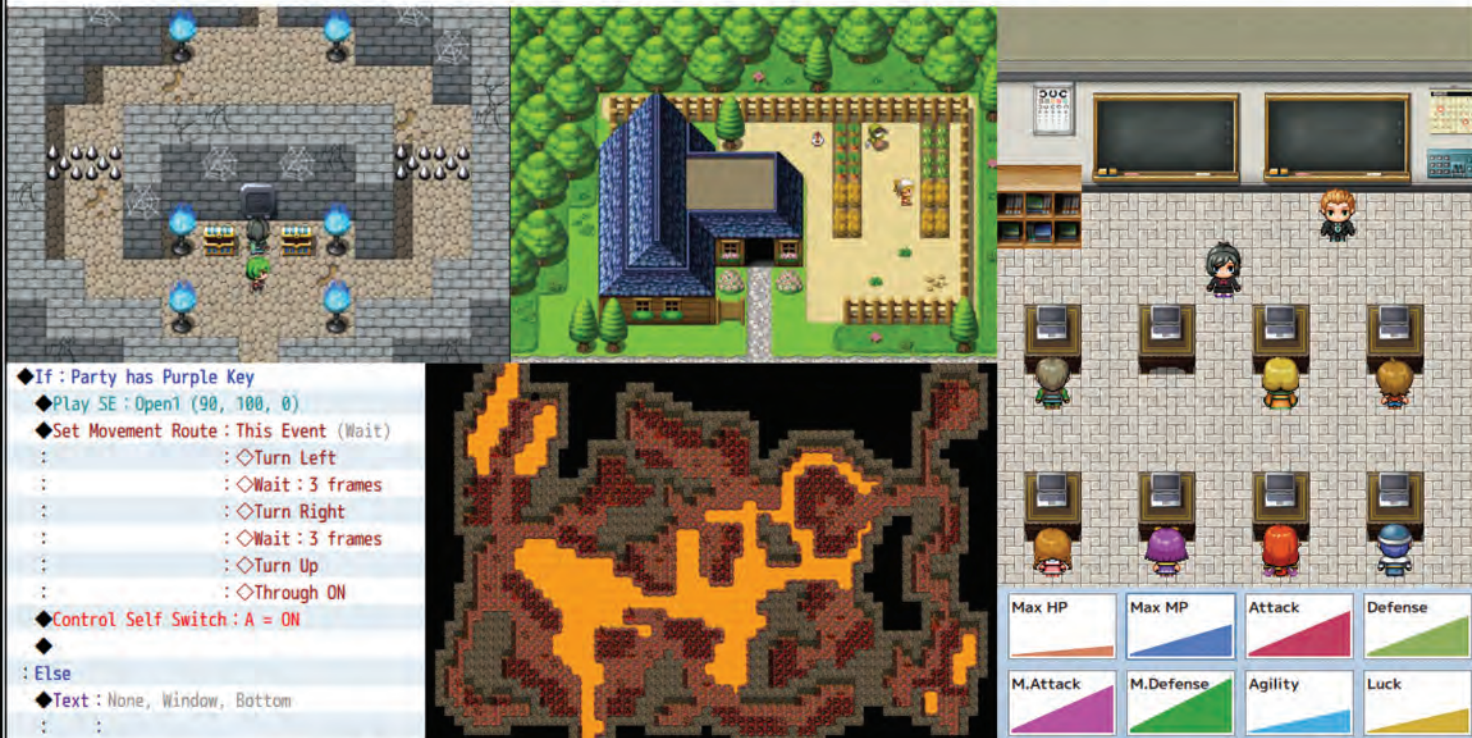 ◆If : Party has Purple Key
◆Play SE : Open1 (90, 100, 0)
◆Set Movement Route : This Event (Wait)
: : ◇Turn Left
: : ◇Wait : 3 frames
: : ◇Turn Right
: : ◇Wait : 3 frames
: : ◇Turn Up
: : ◇Through ON
◆Control Self Switch : A = ON
◆
: Else
◆Text : None, Window, Bottom
: :
Max HP
Max MP
Attack
Defense
M.Attack
M.Defense
Agility
Luck